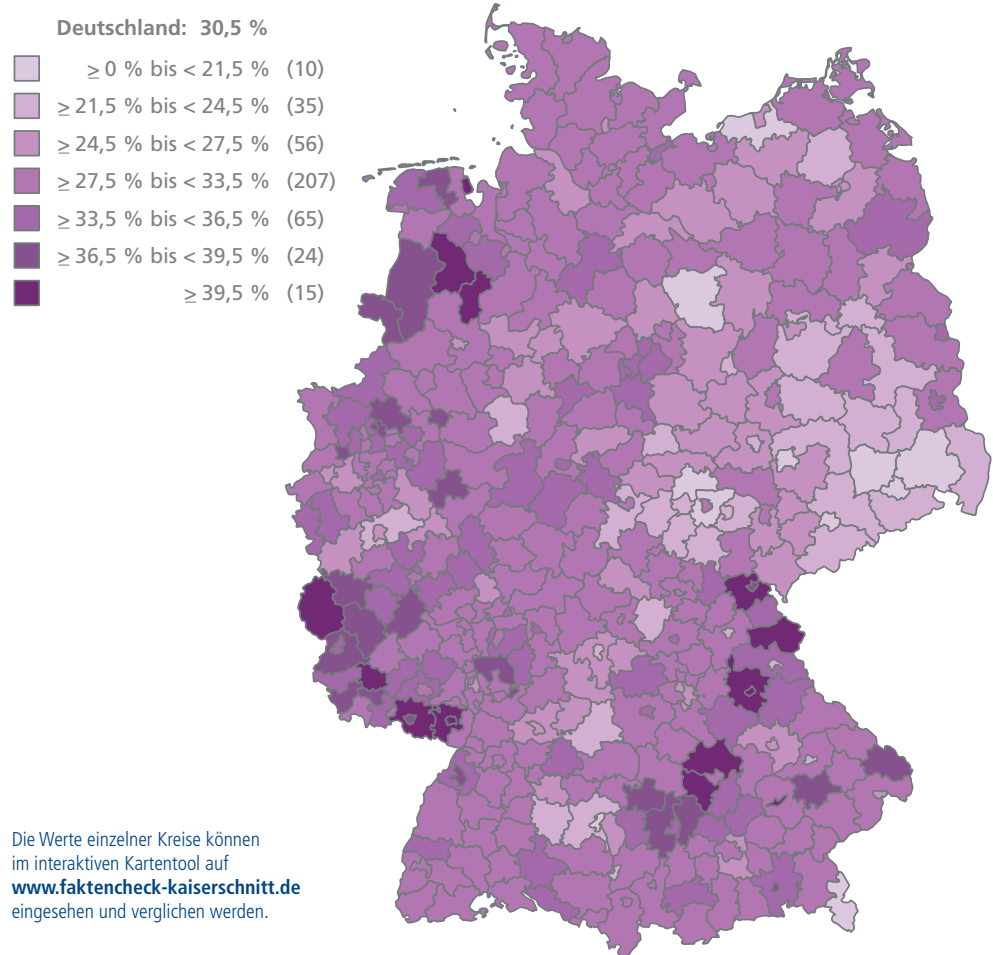 Deutschland: 30,5 %
≥ 0 % bis < 21,5 % (10)
≥ 21,5 % bis < 24,5 % (35)
≥ 24,5 % bis < 27,5 % (56)
≥ 27,5 % bis < 33,5 % (207)
≥ 33,5 % bis < 36,5 % (65)
≥ 36,5 % bis < 39,5 % (24)
≥ 39,5 % (15)
Die Werte einzelner Kreise können
im interaktiven Kartentool auf
www.faktencheck-kaiserschnitt.de
eingesehen und verglichen werden.